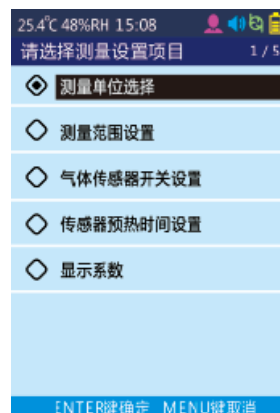 25.4℃ 48%RH 15:08
请选择测量设置项目 1/5
测量单位选择
测量范围设置
气体传感器开关设置
传感器预热时间设置
显示系数
ENTER键确定 MENU键取消